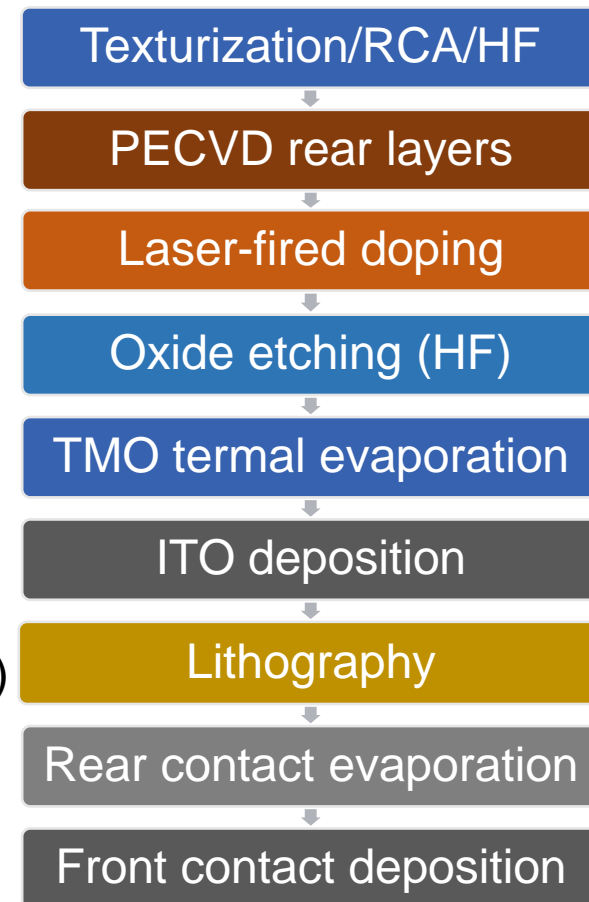 Texturization/RCA/HF
PECVD rear layers
Laser-fired doping
Oxide etching (HF)
TMO termal evaporation
ITO deposition
)
Lithography
Rear contact evaporation
Front contact deposition